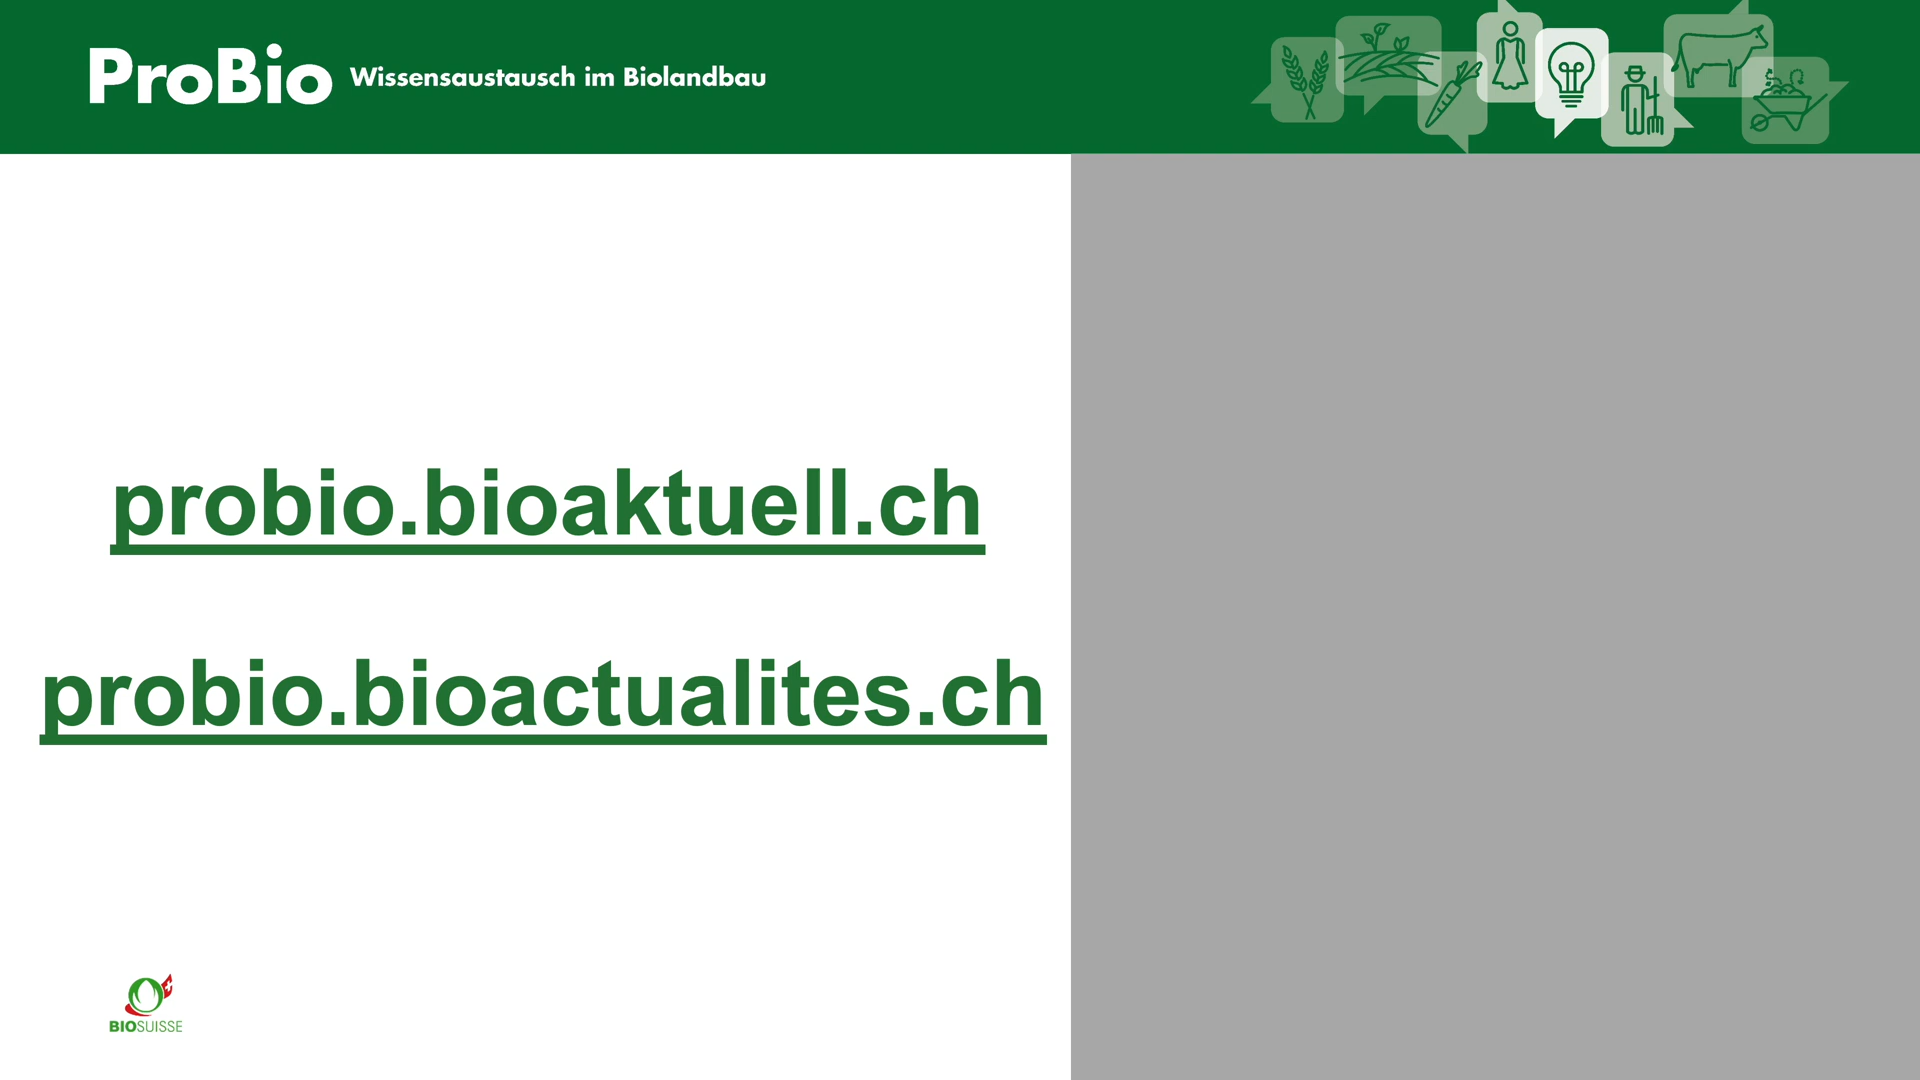 ProBio Wissensaustausch im Biolandbau
probio.bioaktuell.ch
probio.bioactualites.ch
BIOSUISSE